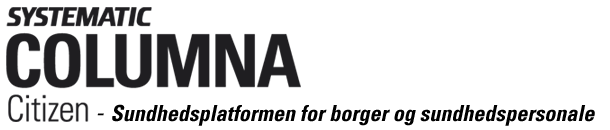 SYSTEMATIC
COLUMNA
Citizen - Sundhedsplatformen for borger og sundhedspersonale